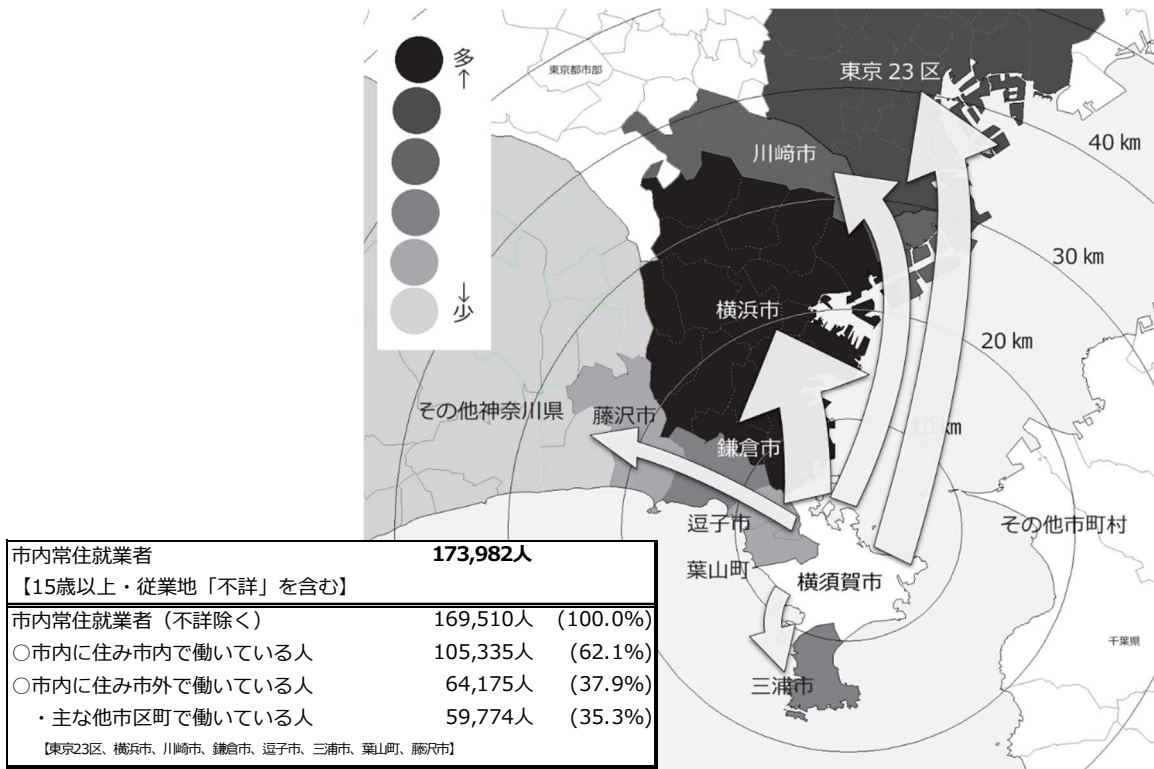 多
↑
↓
少
東京都市部
東京 23 区
川﨑市
40 ㎞
30 ㎞
横浜市
20 ㎞
その他神奈川県
藤沢市
10 ㎞
鎌倉市
逗子市
その他市町村
葉山町
横須賀市
千葉県
三浦市
市内常住就業者 173,982人
【15歳以上・従業地「不詳」を含む】
市内常住就業者（不詳除く） 169,510人 (100.0%)
○市内に住み市内で働いている人 105,335人 (62.1%)
○市内に住み市外で働いている人 64,175人 (37.9%)
・主な他市区町で働いている人 59,774人 (35.3%)
【東京23区、横浜市、川崎市、鎌倉市、逗子市、三浦市、葉山町、藤沢市】